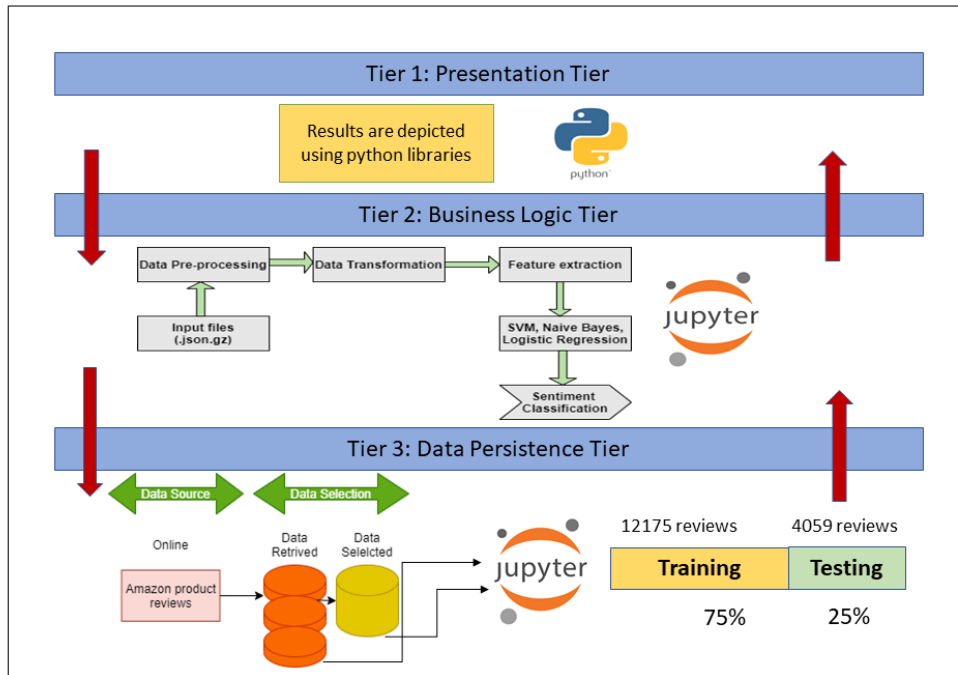 Tier 1: Presentation Tier
Results are depicted
using python libraries
python
Tier 2: Business Logic Tier
Data Pre-processing
Data Transformation
Feature extraction
Input files
(.json.gz)
SVM, Naive Bayes,
Logistic Regression
jupyter
Sentiment
Classification
Tier 3: Data Persistence Tier
Data Source
Data Selection
Online
Data
Retrived
Data
Selelcted
Amazon product
reviews
jupyter
12175 reviews
4059 reviews
Training
Testing
75%
25%